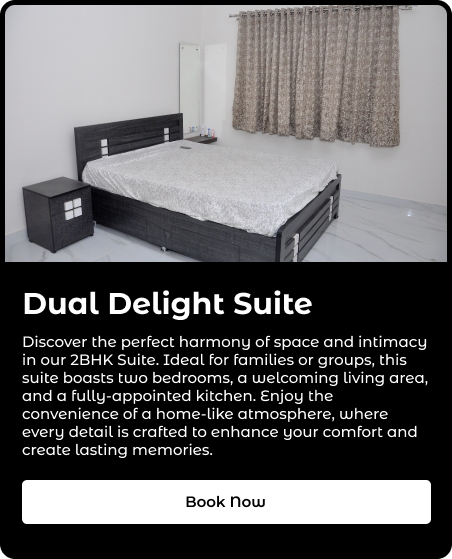 Dual Delight Suite
Discover the perfect harmony of space and intimacy
in our 2BHK Suite. Ideal for families or groups, this
suite boasts two bedrooms, a welcoming living area,
and a fully-appointed kitchen. Enjoy the
convenience of a home-like atmosphere, where
every detail is crafted to enhance your comfort and
create lasting memories.
Book Now